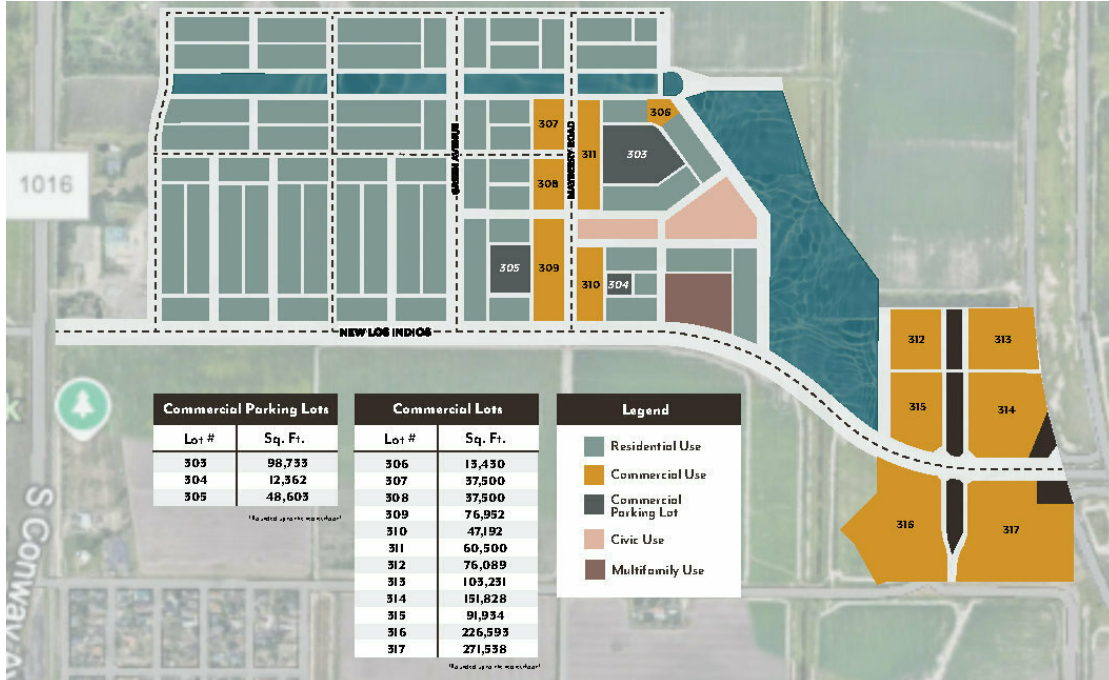 1016
GREEN AVENUE
MAYBERRY ROAD
306
307
311
303
308
305
309
310
304
NEW LOS INDIOS
312
313
315
314
316
317
S Conway A
Commercial Parking Lots
Lot # Sq. Ft.
303 98,733
304 12,362
305 48,603
Commercial Lots
Lot # Sq. Ft.
306 13,430
307 37,500
308 37,500
309 76,952
310 47,192
311 60,500
312 76,089
313 103,231
314 151,828
315 91,934
316 226,593
317 271,538
Legend
Residential Use
Commercial Use
Commercial
Parking Lot
Civic Use
Multifamily Use